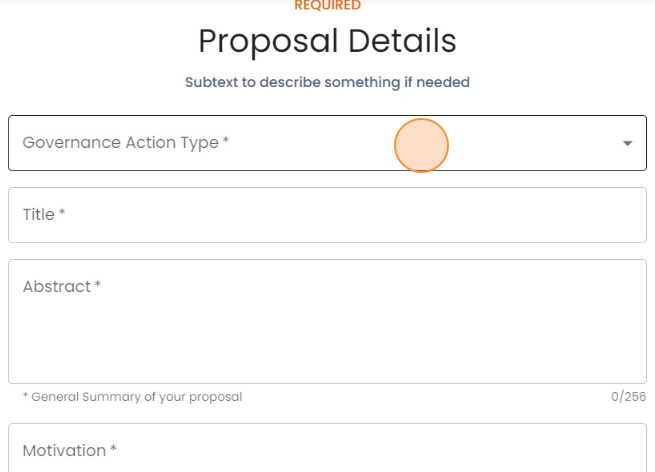 REQUIRED
Proposal Details
Subtext to describe something if needed
Governance Action Type *
Title *
Abstract *
* General Summary of your proposal 0/256
Motivation *